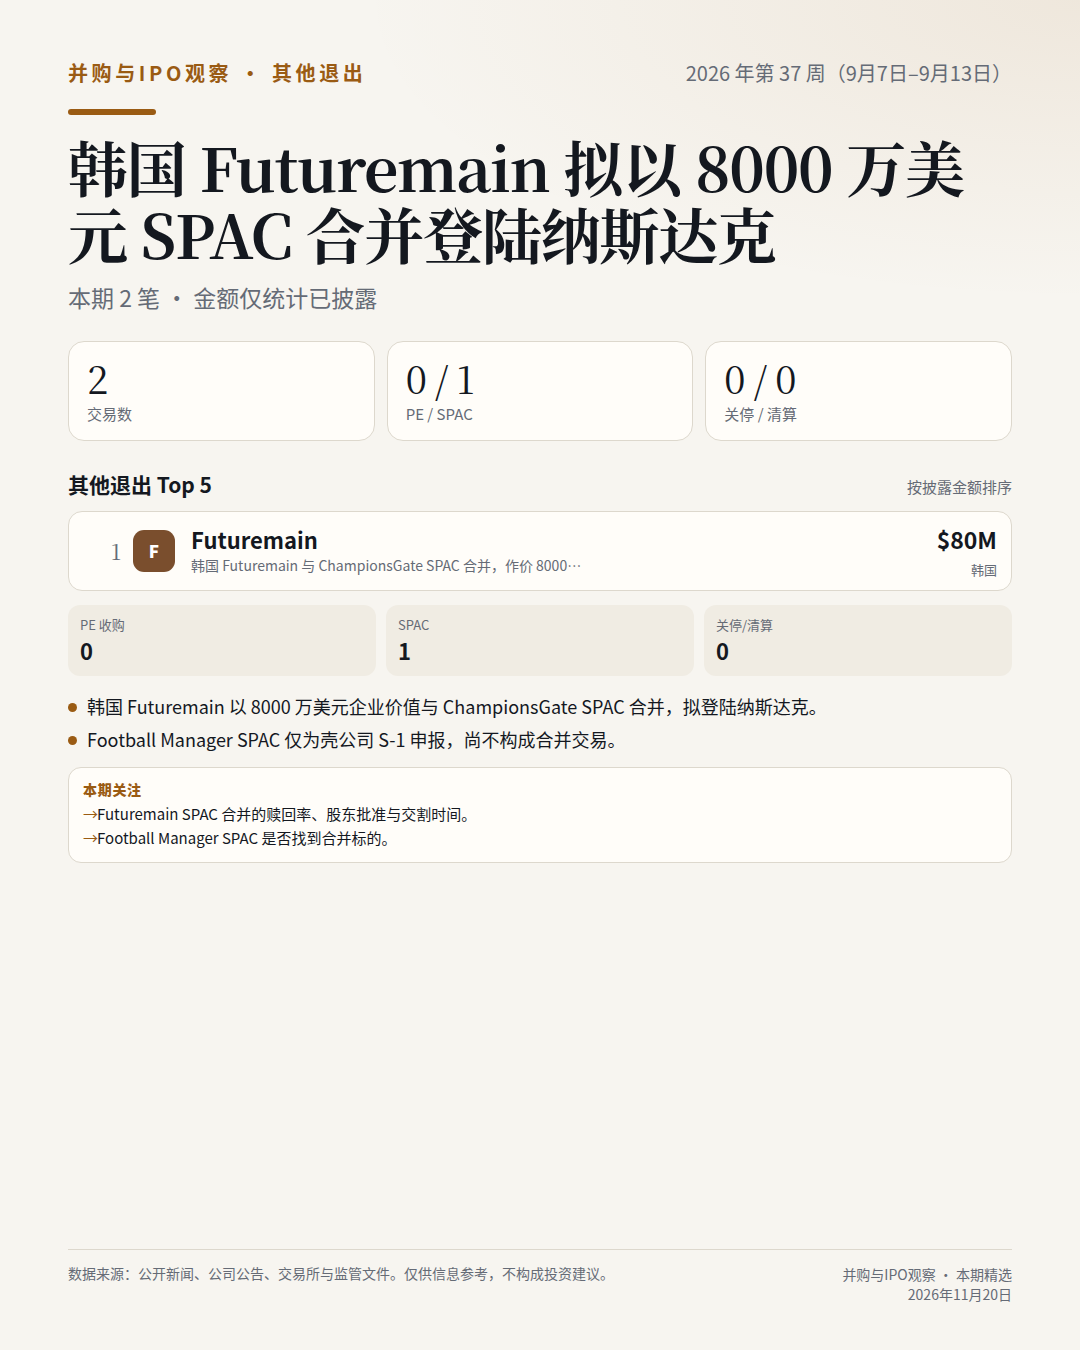 并购与IPO观察 · 其他退出
2026 年第 37 周（9月7日–9月13日）
韩国 Futuremain 拟以 8000 万美
元 SPAC 合并登陆纳斯达克
本期 2 笔 · 金额仅统计已披露
2
交易数
0 / 1
PE / SPAC
0 / 0
关停 / 清算
其他退出 Top 5
按披露金额排序
1
F
Futuremain
韩国 Futuremain 与 ChampionsGate SPAC 合并，作价 8000…
$80M
韩国
PE 收购
0
SPAC
1
关停/清算
0
韩国 Futuremain 以 8000 万美元企业价值与 ChampionsGate SPAC 合并，拟登陆纳斯达克。
Football Manager SPAC 仅为壳公司 S-1 申报，尚不构成合并交易。
本期关注
→Futuremain SPAC 合并的赎回率、股东批准与交割时间。
→Football Manager SPAC 是否找到合并标的。
数据来源：公开新闻、公司公告、交易所与监管文件。仅供信息参考，不构成投资建议。
并购与IPO观察 · 本期精选
2026年11月20日